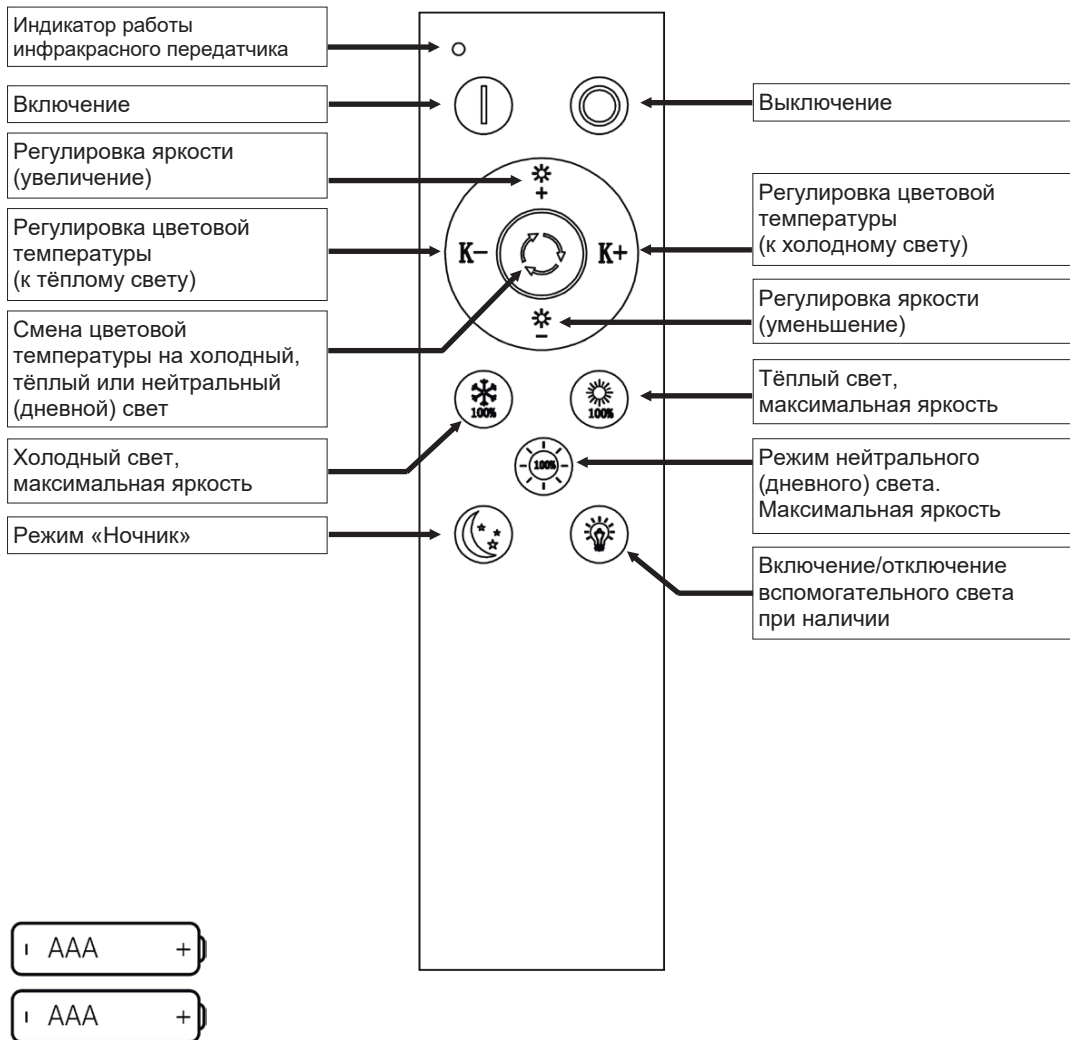 Индикатор работы
инфракрасного передатчика
Включение
Выключение
Регулировка яркости
(увеличение)
Регулировка цветовой
температуры
(к тёплому свету)
Регулировка цветовой
температуры
(к холодному свету)
+
K−
K+
−
Регулировка яркости
(уменьшение)
Смена цветовой
температуры на холодный,
тёплый или нейтральный
(дневной) свет
Тёплый свет,
максимальная яркость
100%
100%
Холодный свет,
максимальная яркость
100%
Режим нейтрального
(дневного) света.
Максимальная яркость
Режим «Ночник»
Включение/отключение
вспомогательного света
при наличии
- AAA +
- AAA +